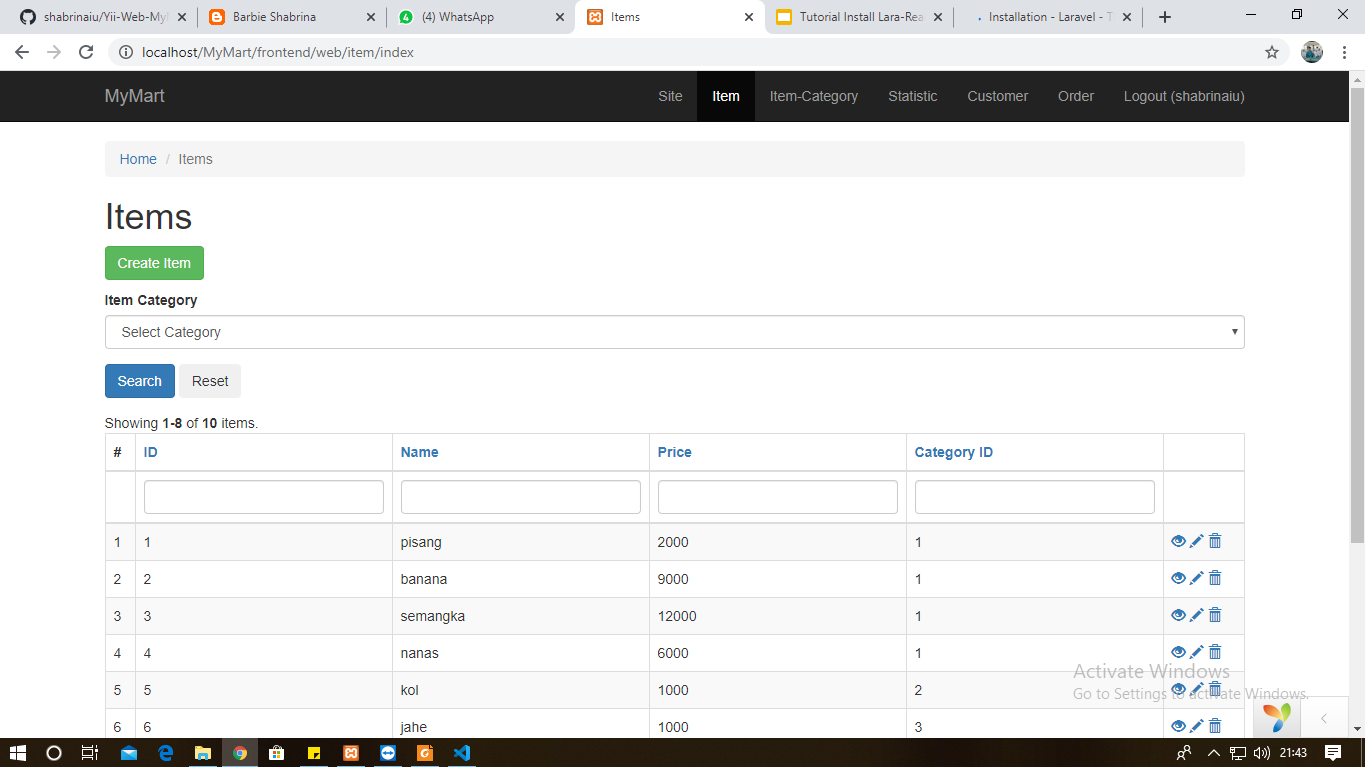 shabrinaiu/Yii-Web-My
Barbie Shabrina
4
(4) WhatsApp
Items
Tutorial Install Lara-Rea
Installation - Laravel - T
localhost/MyMart/frontend/web/item/index
MyMart
Site Item Item-Category Statistic Customer Order Logout (shabrinaiu)
Home / Items
Items
Create Item
Item Category
Select Category
Search Reset
Showing 1-8 of 10 items.
# ID Name Price Category ID
1 1 pisang 2000 1
2 2 banana 9000 1
3 3 semangka 12000 1
4 4 nanas 6000 1
5 5 kol 1000 2
6 6 jahe 1000 3
Activate Windows
Go to Settings to activate Windows.
21:43